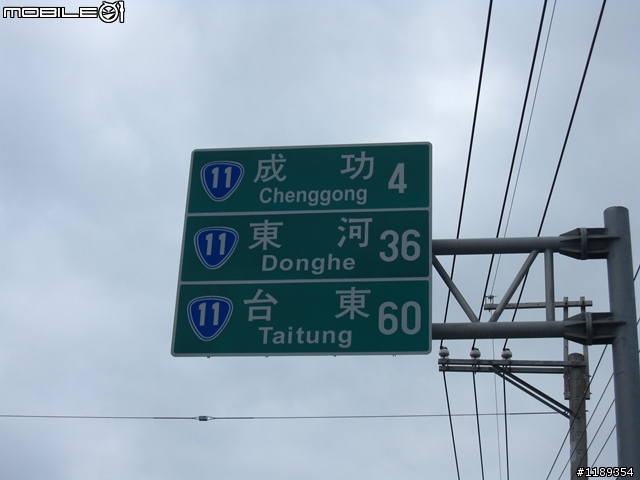 mobile01
11 成功 4
Chenggong
11 東河 36
Donghe
11 台東 60
Taitung
#1189354